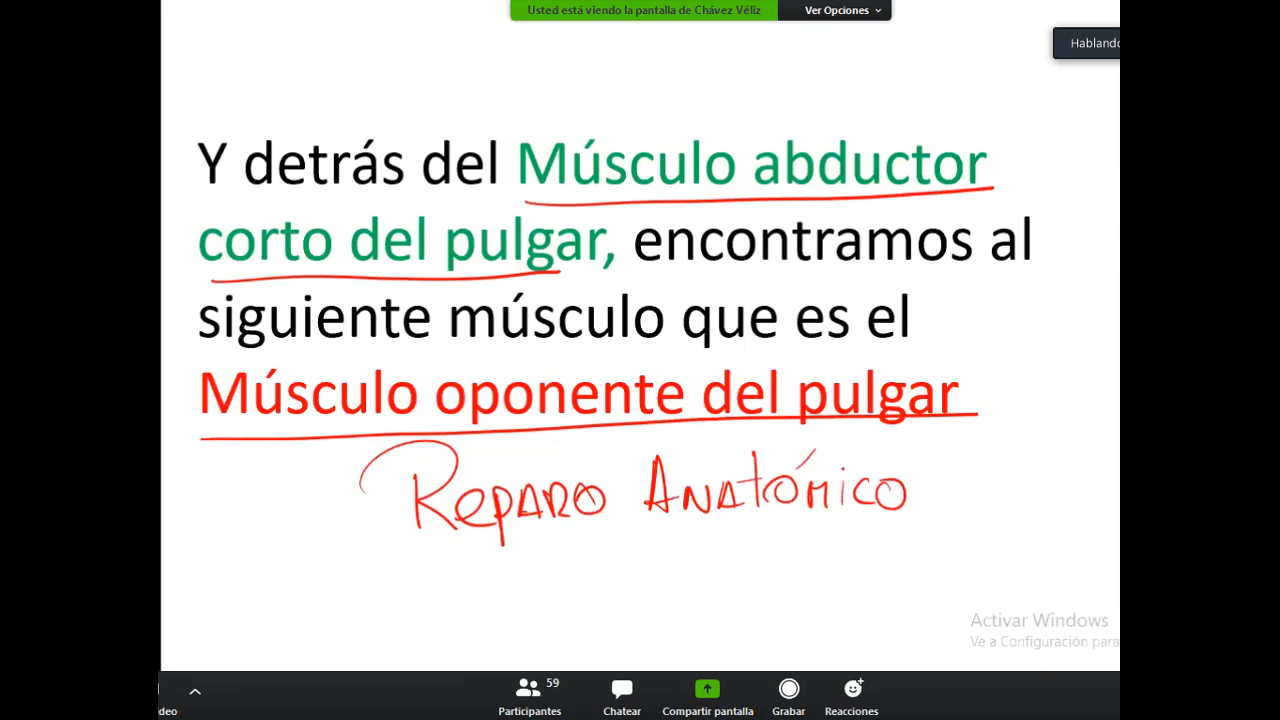 Usted está viendo la pantalla de Chávez Véliz Ver Opciones
Hablando
Y detrás del Músculo abductor
corto del pulgar, encontramos al
siguiente músculo que es el
Músculo oponente del pulgar
Reparo Anatómico
Activar Windows
Ve a Configuración para
59
deo Participantes Chatear Compartir pantalla Grabar Reacciones